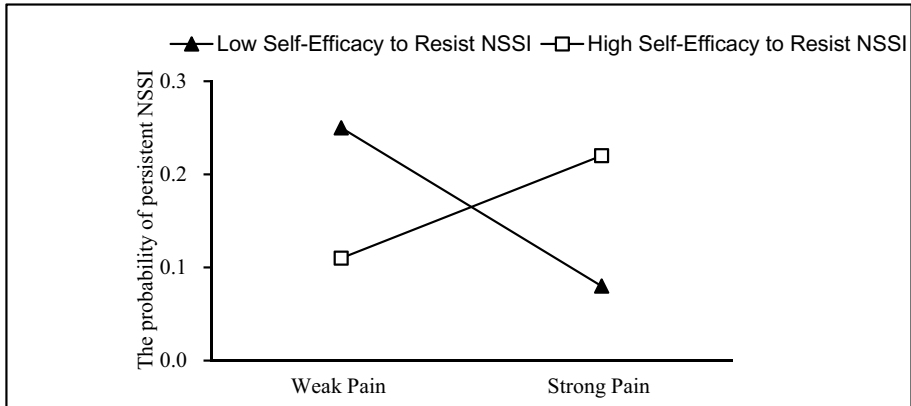 Low Self-Efficacy to Resist NSSI High Self-Efficacy to Resist NSSI
The probability of persistent NSSI
0.3
0.2
0.1
0.0
Weak Pain Strong Pain